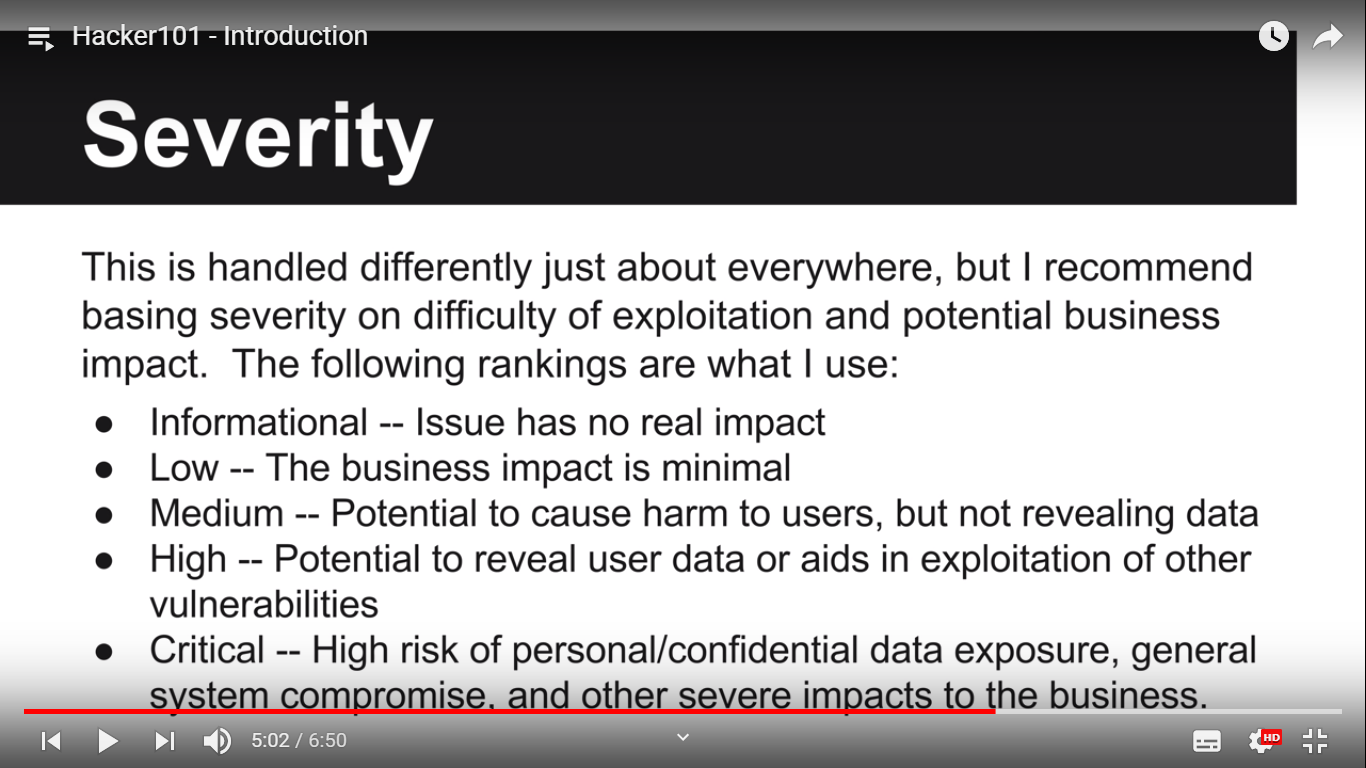 Hacker101 - Introduction
Severity
This is handled differently just about everywhere, but I recommend
basing severity on difficulty of exploitation and potential business
impact.  The following rankings are what I use:
● Informational -- Issue has no real impact
● Low -- The business impact is minimal
● Medium -- Potential to cause harm to users, but not revealing data
● High -- Potential to reveal user data or aids in exploitation of other
vulnerabilities
● Critical -- High risk of personal/confidential data exposure, general
system compromise, and other severe impacts to the business.
5:02 / 6:50
HD